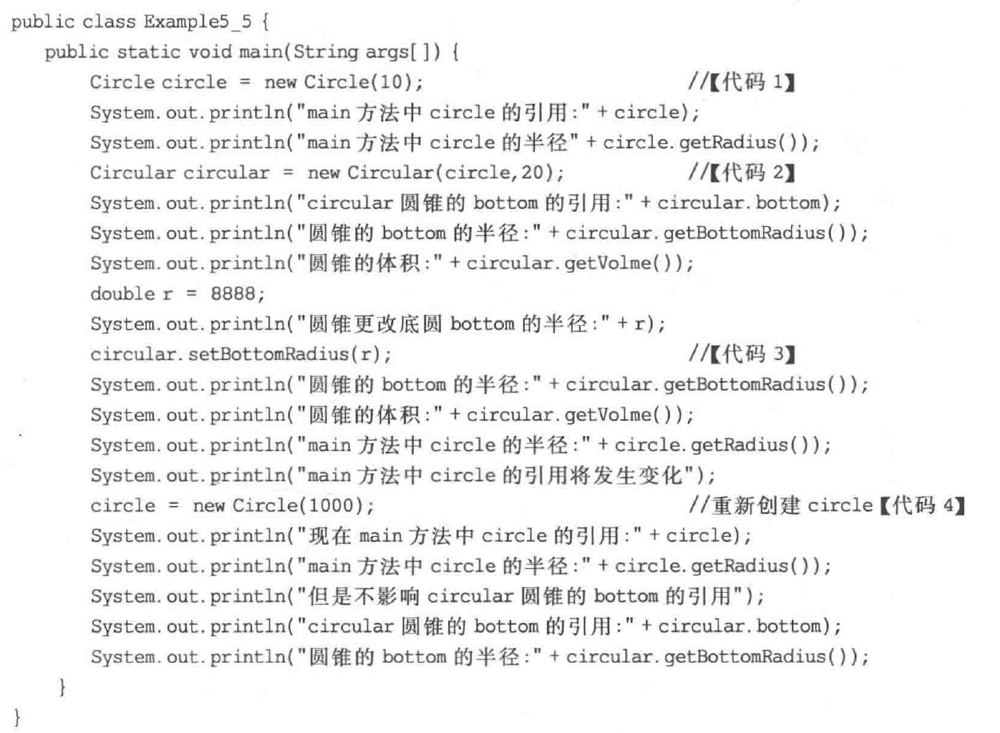 public class Example5_5 {
public static void main(String args[]) {
Circle circle = new Circle(10); //【代码 1】
System.out.println("main 方法中 circle 的引用:" + circle);
System.out.println("main 方法中 circle 的半径" + circle.getRadius());
Circular circular = new Circular(circle,20); //【代码 2】
System.out.println("circular 圆锥的 bottom 的引用:" + circular.bottom);
System.out.println("圆锥的 bottom 的半径:" + circular.getBottomRadius());
System.out.println("圆锥的体积:" + circular.getVolme());
double r = 8888;
System.out.println("圆锥更改底圆 bottom 的半径:" + r);
circular.setBottomRadius(r); //【代码 3】
System.out.println("圆锥的 bottom 的半径:" + circular.getBottomRadius());
System.out.println("圆锥的体积:" + circular.getVolme());
System.out.println("main 方法中 circle 的半径:" + circle.getRadius());
System.out.println("main 方法中 circle 的引用将发生变化");
circle = new Circle(1000); //重新创建 circle【代码 4】
System.out.println("现在 main 方法中 circle 的引用:" + circle);
System.out.println("main 方法中 circle 的半径:" + circle.getRadius());
System.out.println("但是不影响 circular 圆锥的 bottom 的引用");
System.out.println("circular 圆锥的 bottom 的引用:" + circular.bottom);
System.out.println("圆锥的 bottom 的半径:" + circular.getBottomRadius());
}
}